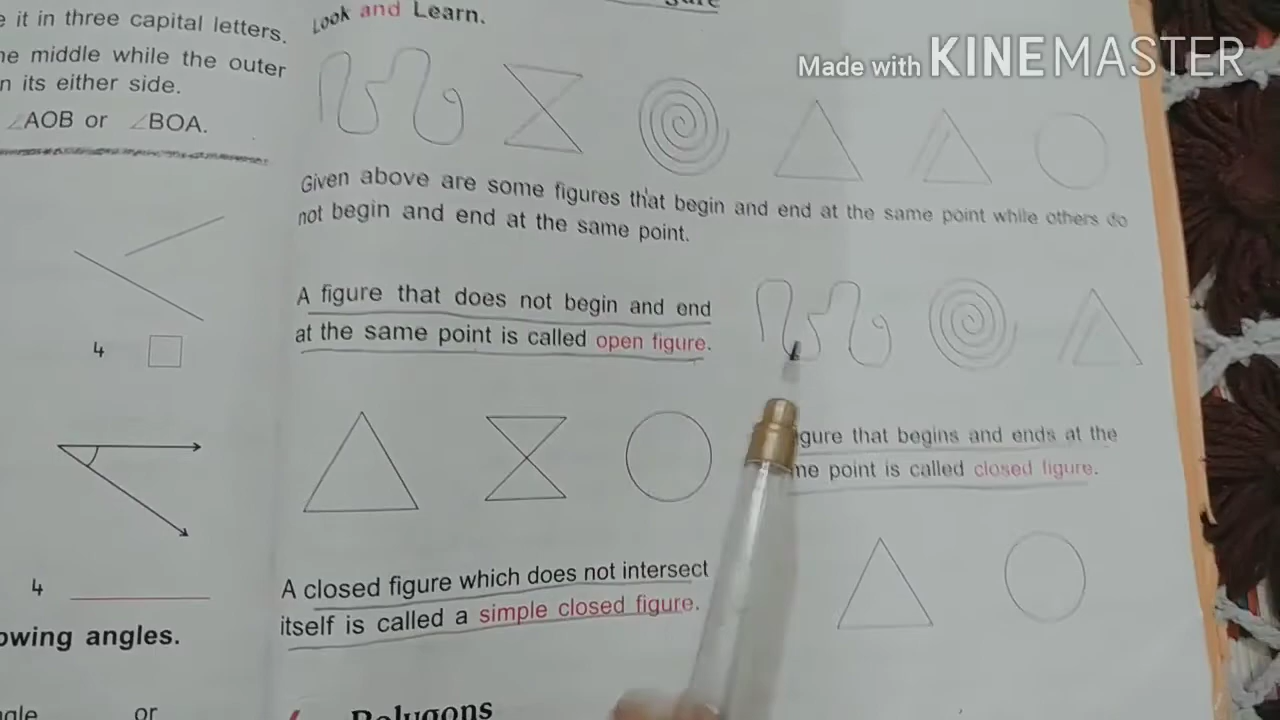 e it in three capital letters.
ne middle while the outer
n its either side.
∠AOB or ∠BOA.
4
4
owing angles.
or
Look and Learn.
Made with KINEMASTER
Given above are some figures that begin and end at the same point while others do
not begin and end at the same point.
A figure that does not begin and end
at the same point is called open figure.
gure that begins and ends at the
me point is called closed figure.
A closed figure which does not intersect
itself is called a simple closed figure.
Polygons